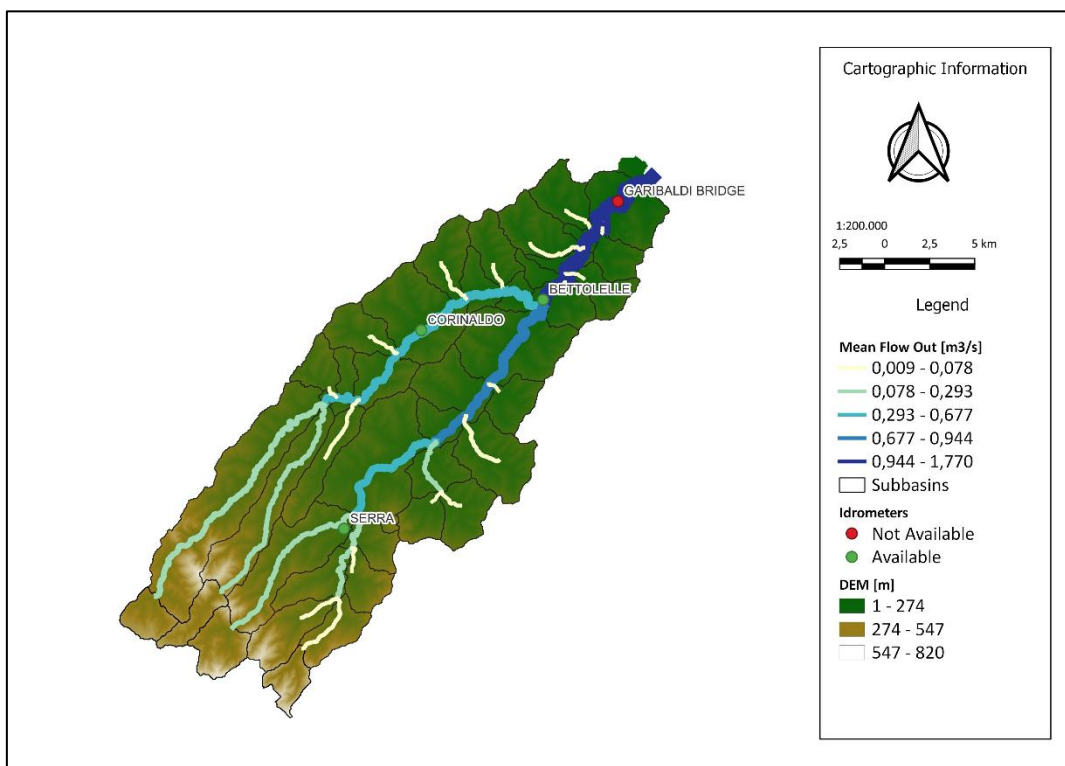 GARIBALDI BRIDGE
BETTOLELLE
CORINALDO
SERRA
Cartographic Information
1:200.000
2,5 0 2,5 5 km
Legend
Mean Flow Out [m3/s]
0,009 - 0,078
0,078 - 0,293
0,293 - 0,677
0,677 - 0,944
0,944 - 1,770
Subbasins
Idrometers
Not Available
Available
DEM [m]
1 - 274
274 - 547
547 - 820